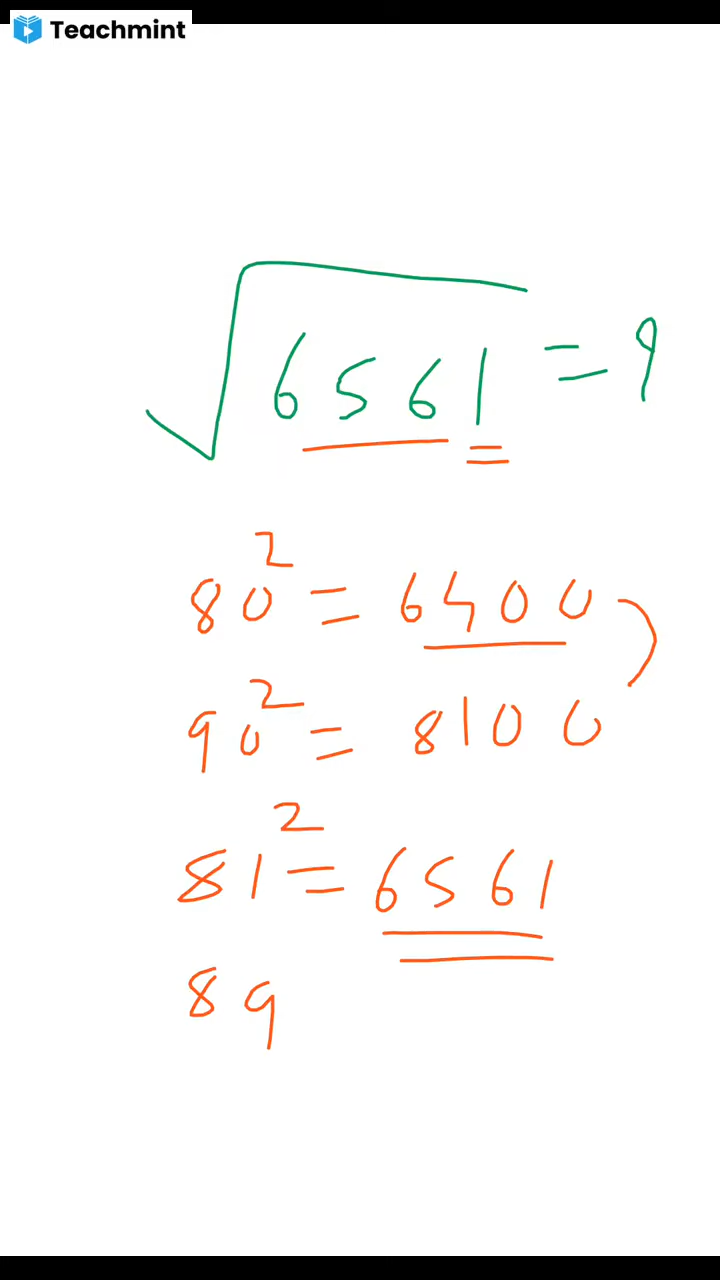 Teachmint
√6561 = 9
80² = 6400
90² = 8100
81² = 6561
89